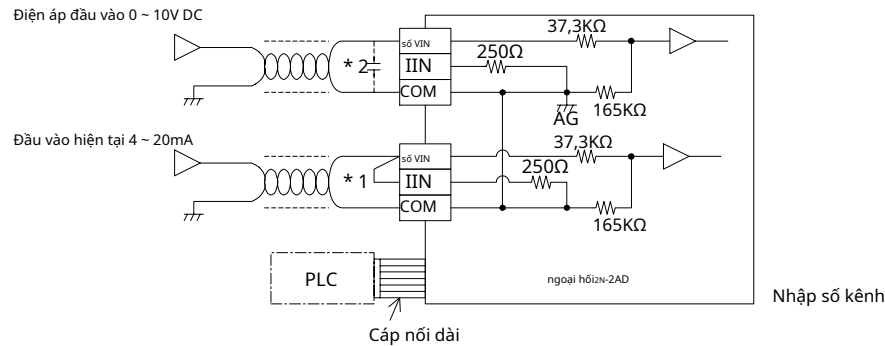 Điện áp đầu vào 0 ~ 10V DC
37,3KΩ
số VIN
250Ω
* 2
IIN
COM
165KΩ
AG
Đầu vào hiện tại 4 ~ 20mA
37,3KΩ
số VIN
250Ω
* 1
IIN
COM
165KΩ
PLC
ngoại hối2N-2AD
Nhập số kênh
Cáp nối dài